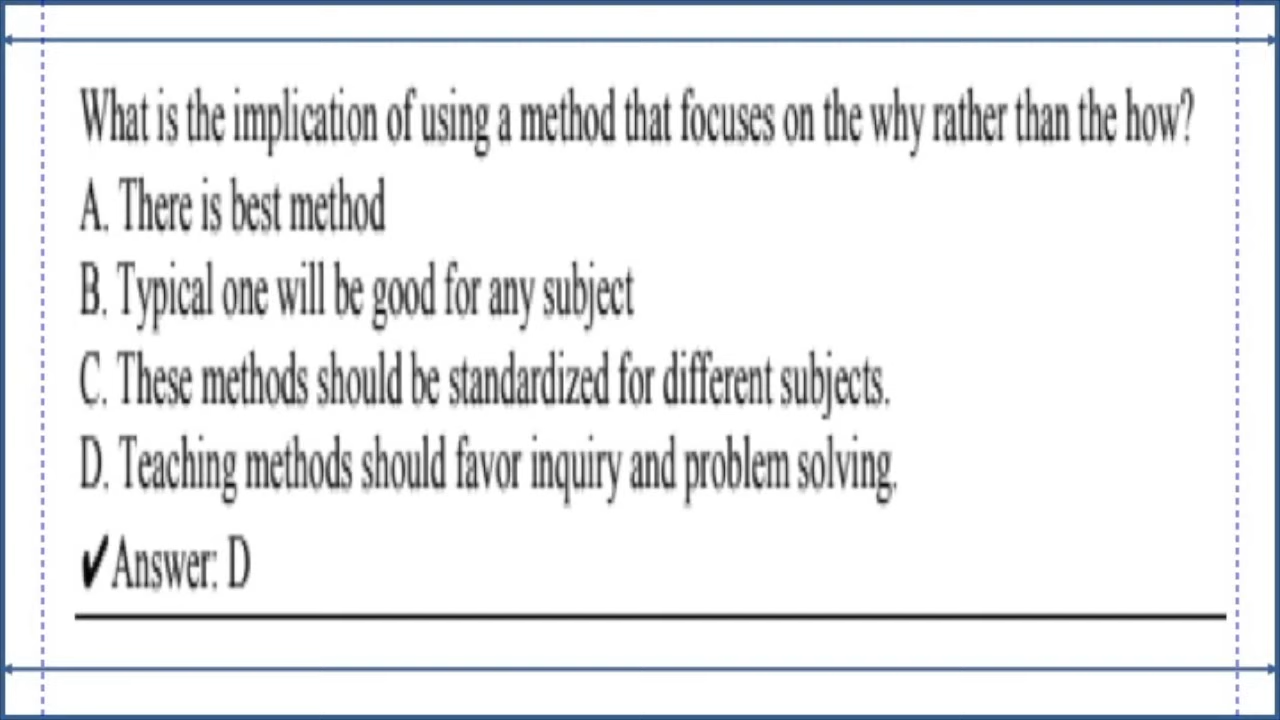 What is the implication of using a method that focuses on the why rather than the how?
A. There is best method
B. Typical one will be good for any subject
C. These methods should be standardized for different subjects.
D. Teaching methods should favor inquiry and problem solving.
✔Answer: D